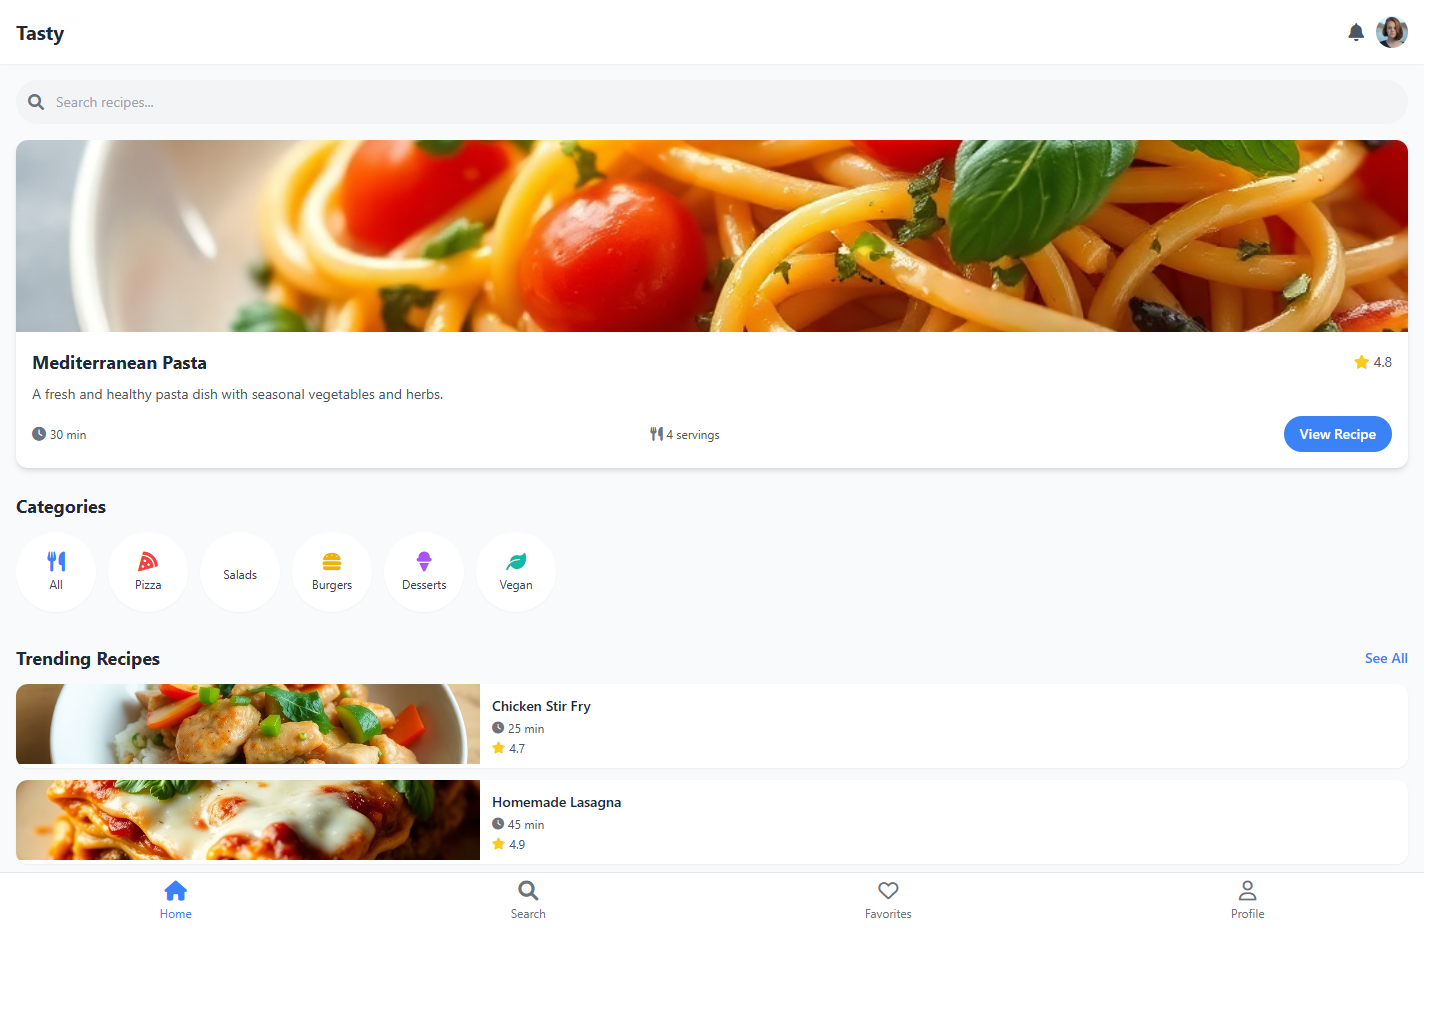 Tasty
Search recipes...
Mediterranean Pasta
4.8
A fresh and healthy pasta dish with seasonal vegetables and herbs.
30 min
4 servings
View Recipe
Categories
All
Pizza
Salads
Burgers
Desserts
Vegan
Trending Recipes
See All
Chicken Stir Fry
25 min
4.7
Homemade Lasagna
45 min
4.9
Home
Search
Favorites
Profile